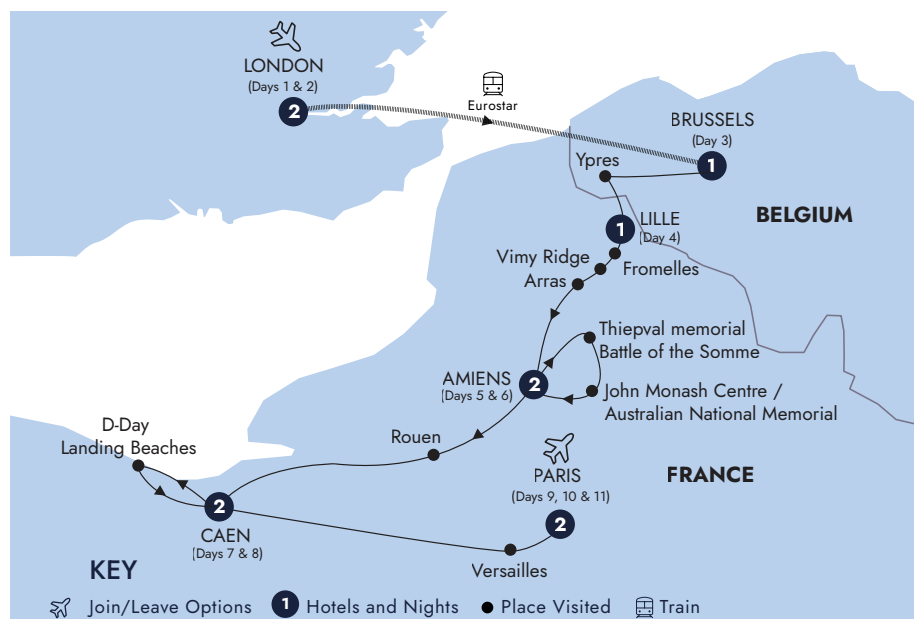 LONDON
(Days 1 & 2)
2
Eurostar
BRUSSELS
(Day 3)
1
Ypres
BELGIUM
LILLE
(Day 4)
1
Fromelles
Vimy Ridge
Arras
Thiepval memorial
Battle of the Somme
AMIENS
(Days 5 & 6)
2
John Monash Centre /
Australian National Memorial
D-Day
Landing Beaches
Rouen
PARIS
(Days 9, 10 & 11)
2
FRANCE
2
CAEN
(Days 7 & 8)
Versailles
KEY
Join/Leave Options
1 Hotels and Nights
Place Visited
Train